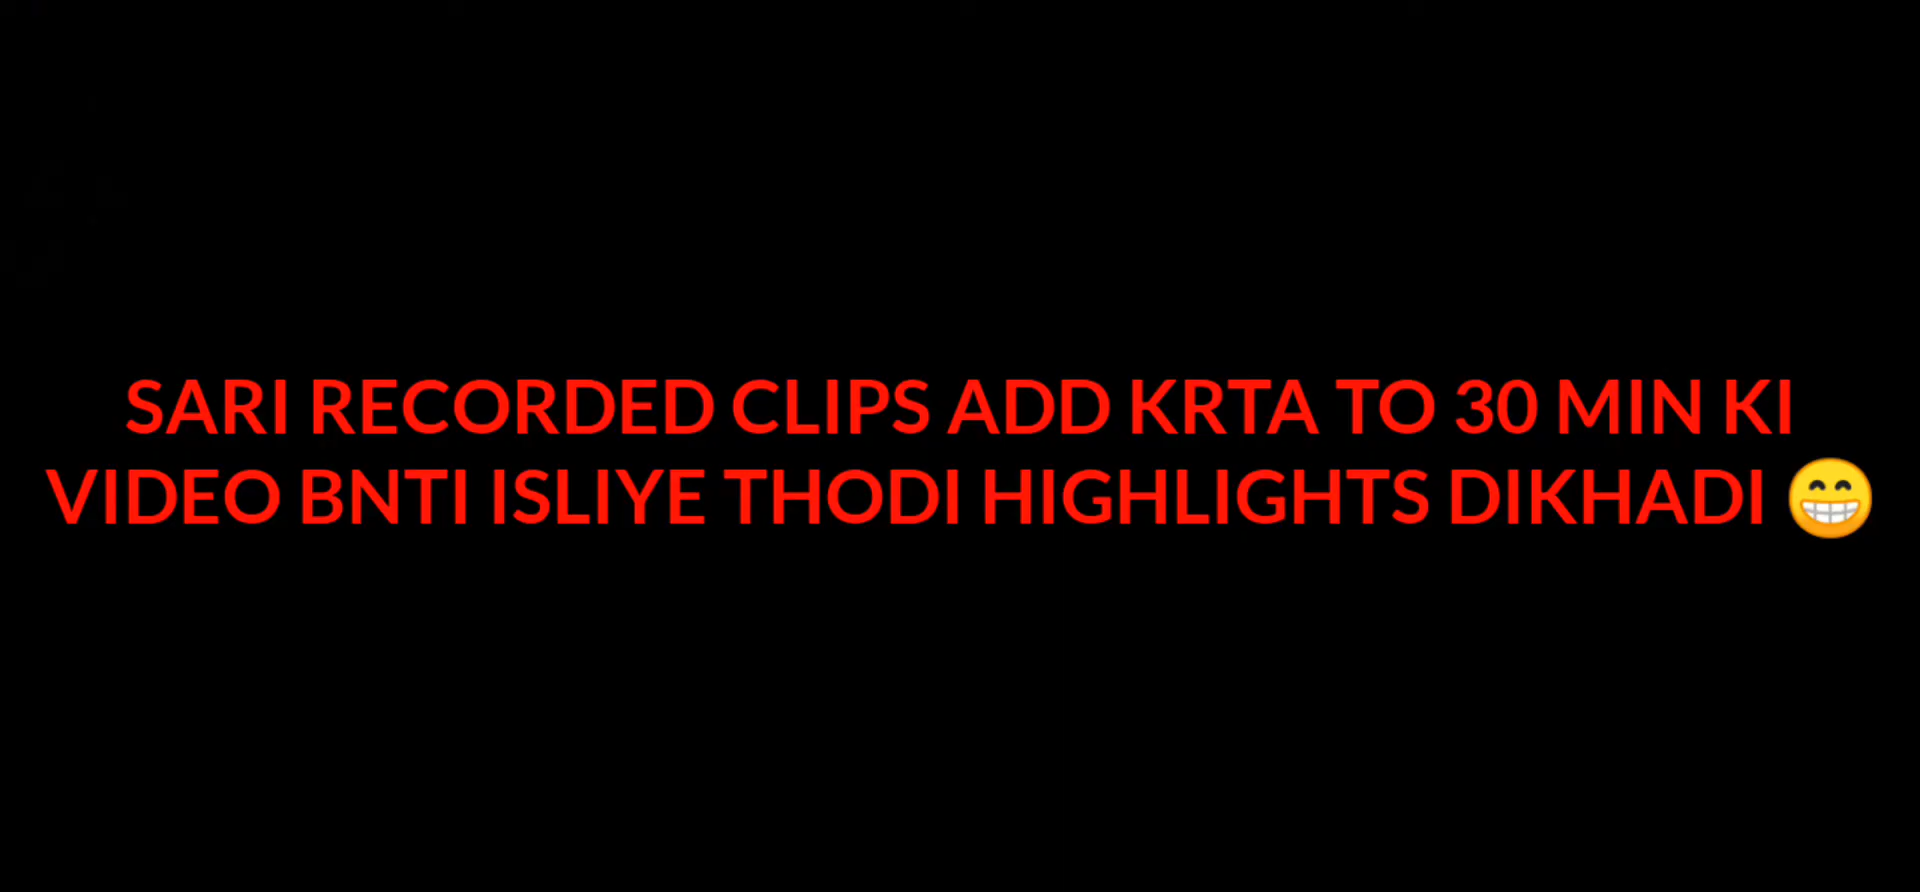 SARI RECORDED CLIPS ADD KRTA TO 30 MIN KI
VIDEO BNTI ISLIYE THODI HIGHLIGHTS DIKHADI 😁